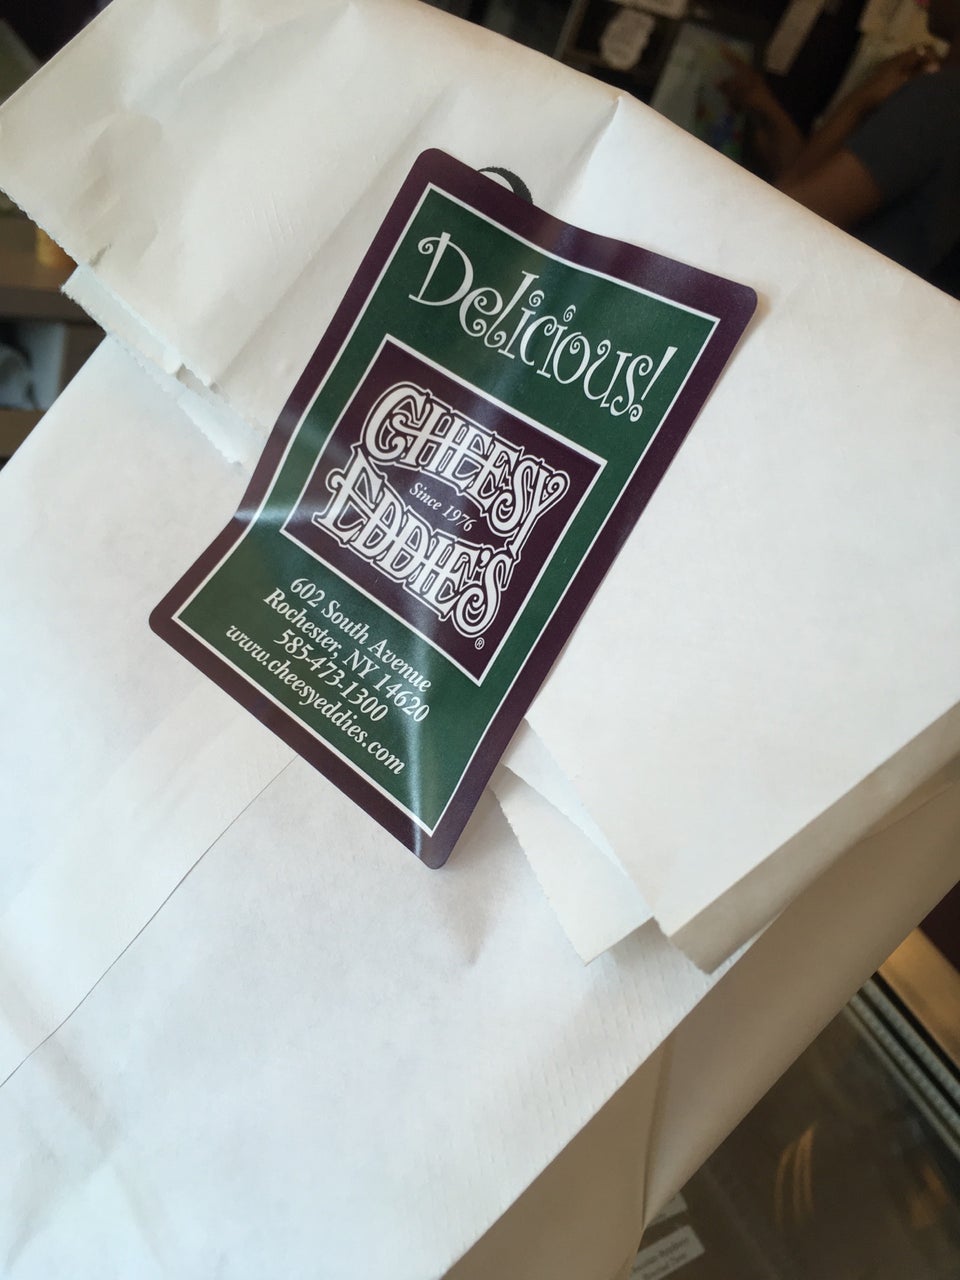 Delicious!
CHEESY
Since 1976
EDDIE'S®
602 South Avenue
Rochester, NY 14620
585-473-1300
www.cheesyeddies.com